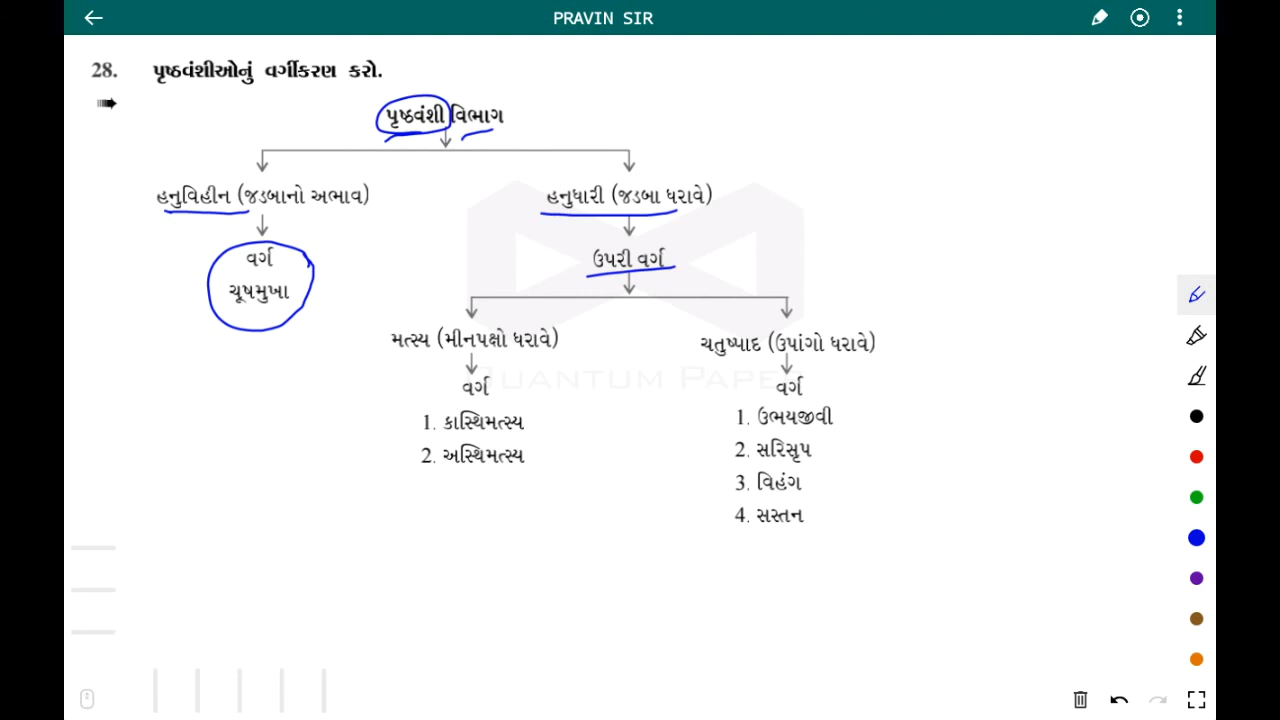 PRAVIN SIR
28. પૃષ્ઠવંશીઓનું વર્ગીકરણ કરો.
પૃષ્ઠવંશી વિભાગ
હનુવિહીન (જડબાનો અભાવ)
હનુધારી (જડબા ધરાવે)
વર્ગ
ચૂષમુખા
ઉપરી વર્ગ
મત્સ્ય (મીનપક્ષો ધરાવે)
ચતુષ્પાદ (ઉપાંગો ધરાવે)
QUANTUM PAPER
વર્ગ
વર્ગ
1. કાસ્થિમત્સ્ય
2. અસ્થિમત્સ્ય
1. ઉભયજીવી
2. સરિસૃપ
3. વિહંગ
4. સસ્તન